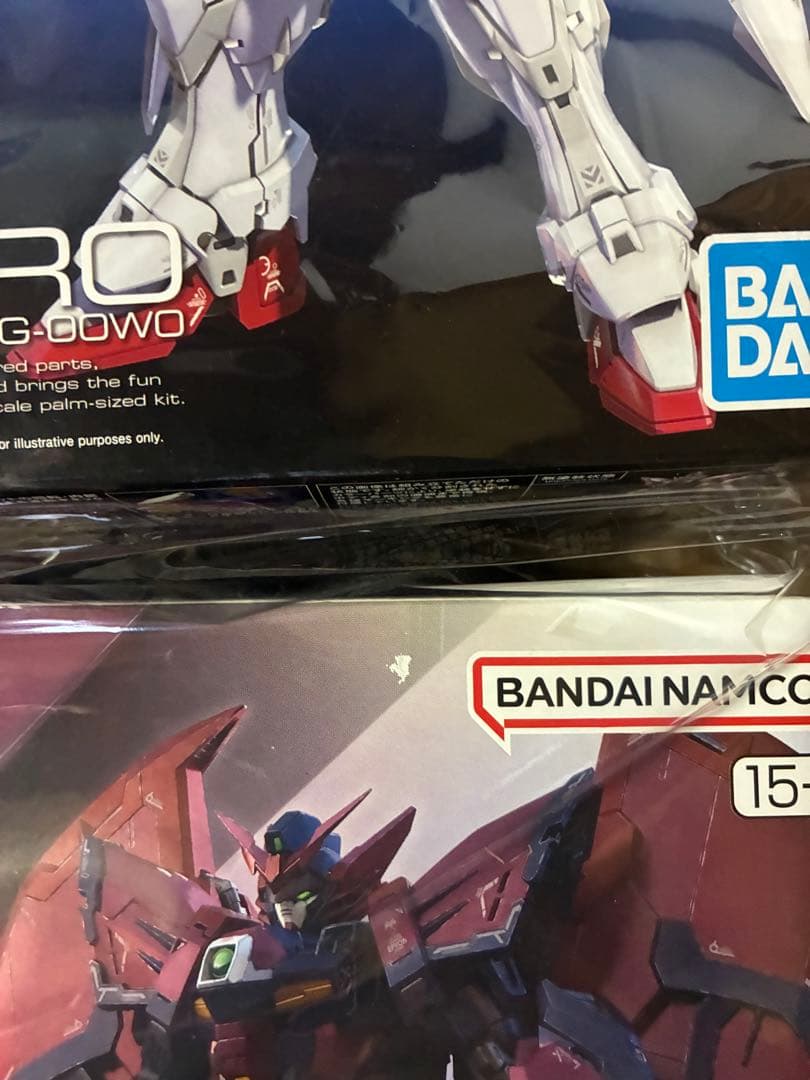 RO
G-00W0
red parts,
d brings the fun
cale palm-sized kit.
or illustrative purposes only.
BA
DA
BANDAI NAMCO
15-